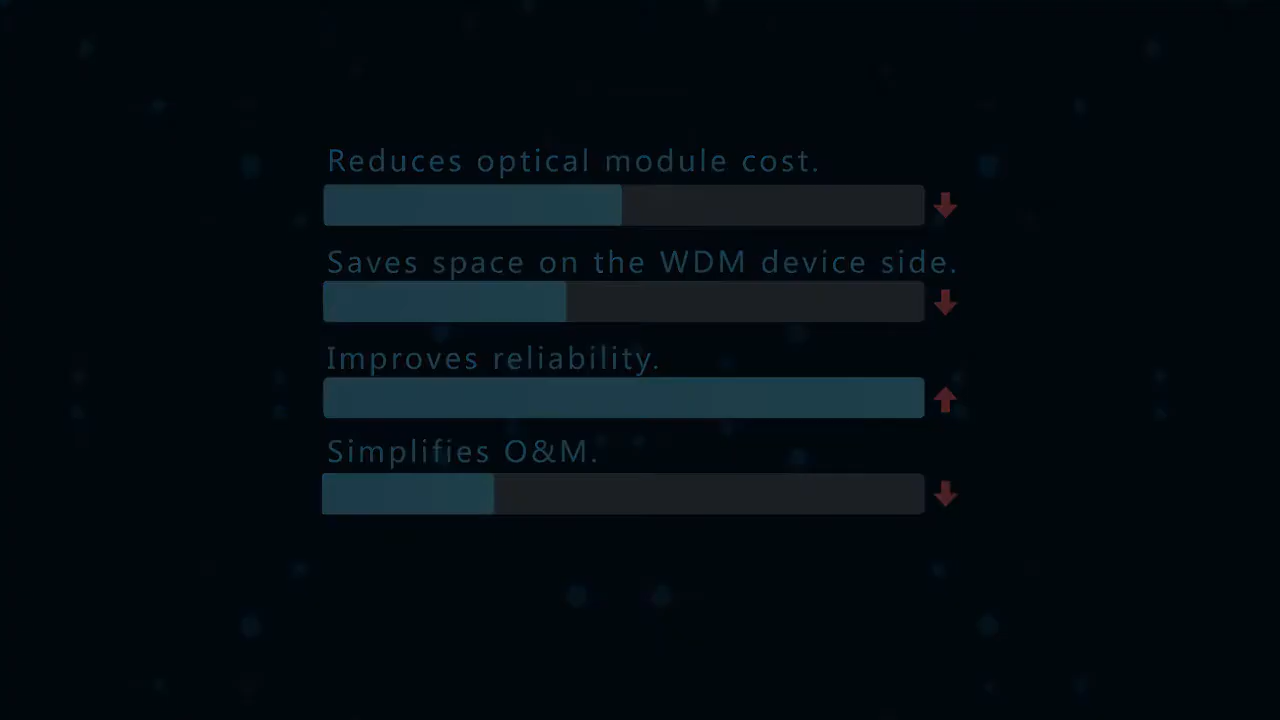 Reduces optical module cost.
Saves space on the WDM device side.
Improves reliability.
Simplifies O&M.